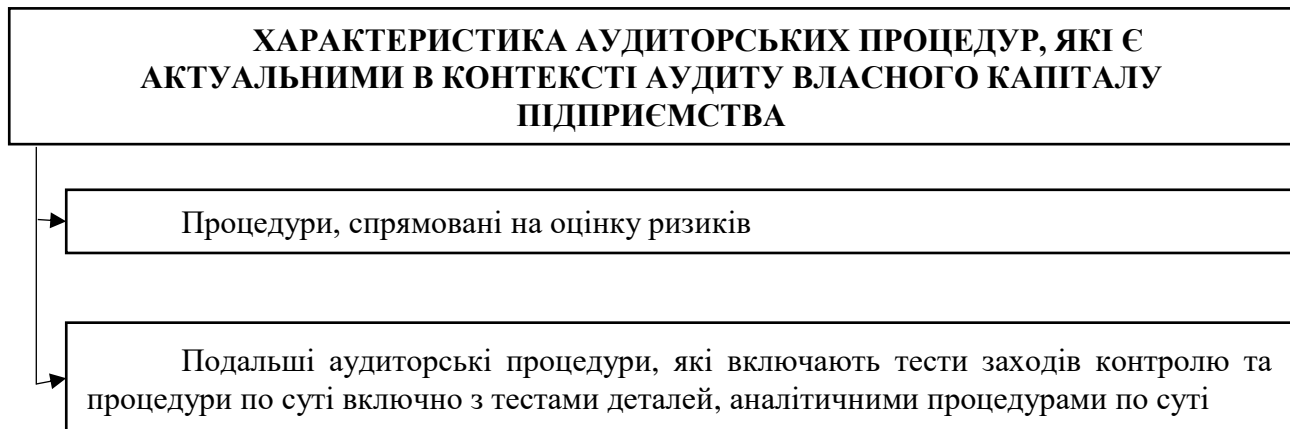 ХАРАКТЕРИСТИКА АУДИТОРСЬКИХ ПРОЦЕДУР, ЯКІ Є
АКТУАЛЬНИМИ В КОНТЕКСТІ АУДИТУ ВЛАСНОГО КАПІТАЛУ
ПІДПРИЄМСТВА
Процедури, спрямовані на оцінку ризиків
Подальші аудиторські процедури, які включають тести заходів контролю та
процедури по суті включно з тестами деталей, аналітичними процедурами по суті